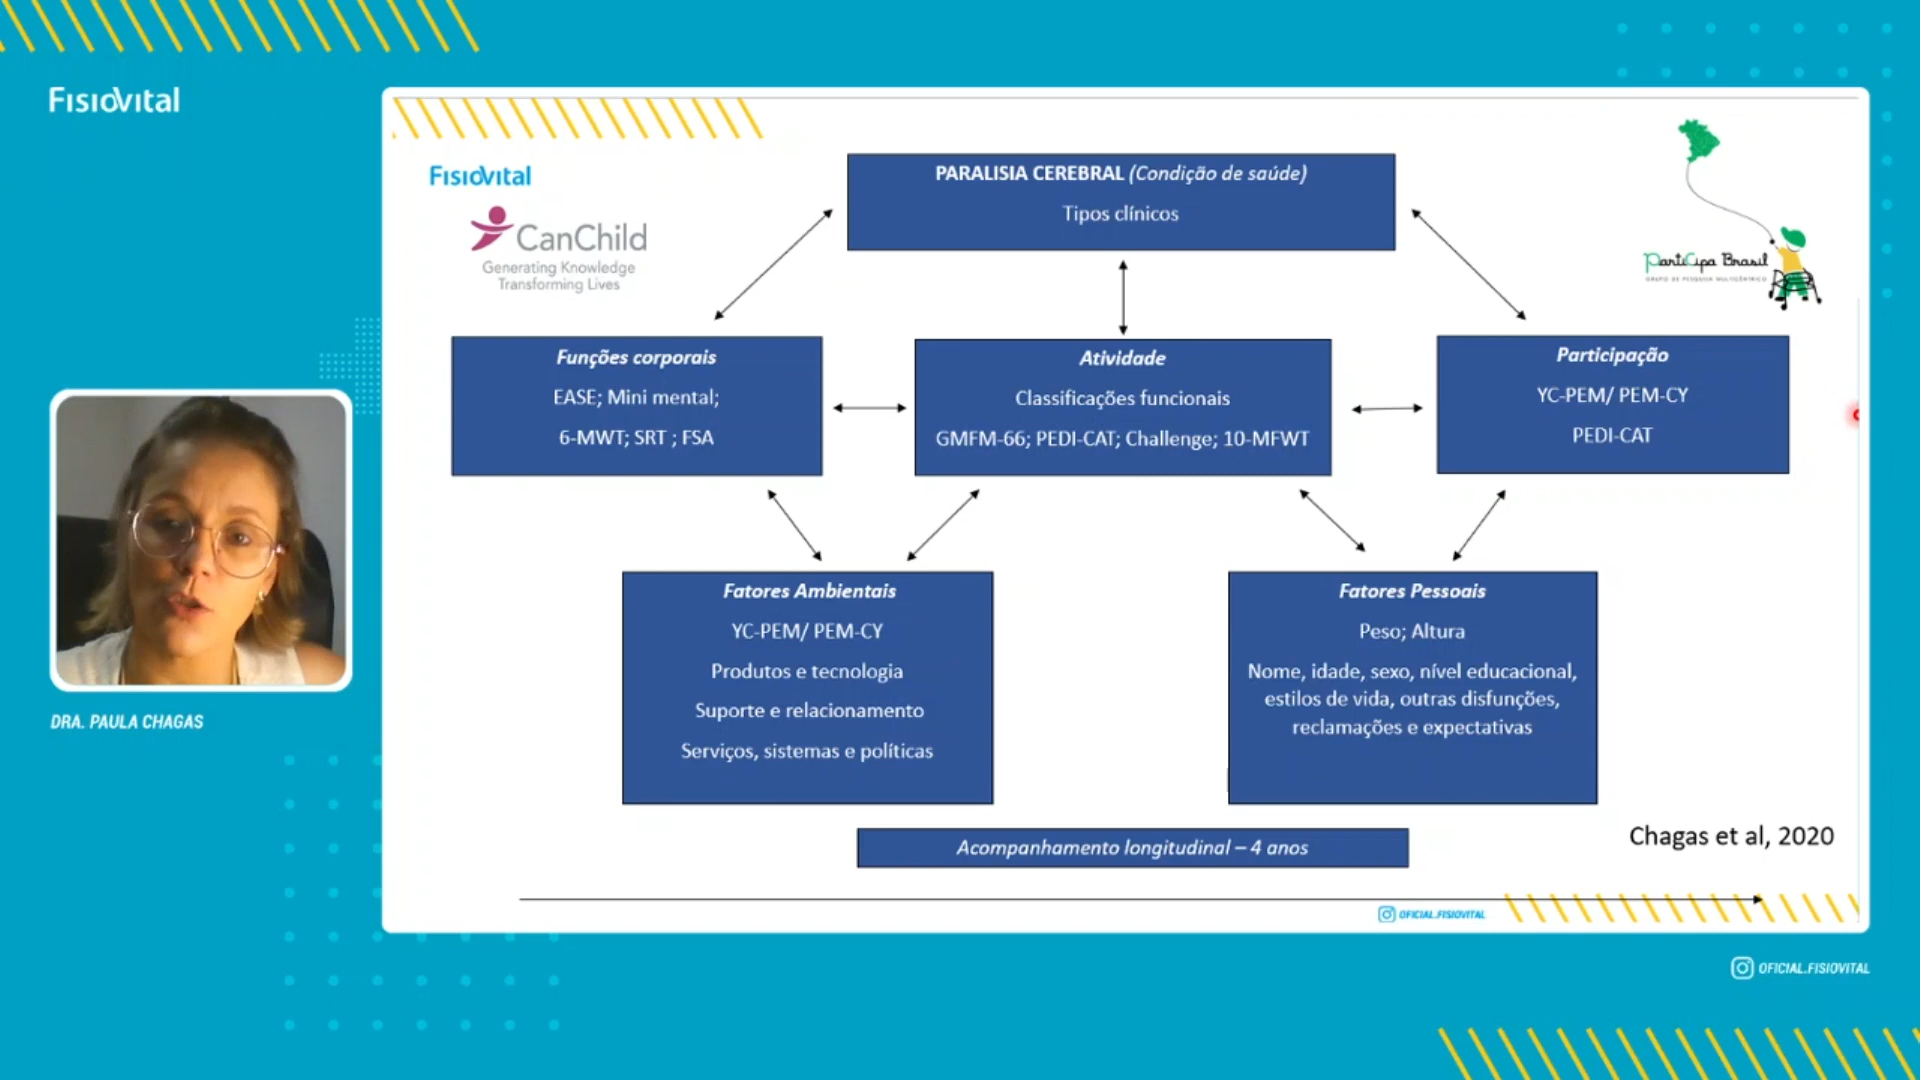 FisioVital
FisioVital
CanChild
Generating Knowledge
Transforming Lives
PARALISIA CEREBRAL (Condição de saúde)
Tipos clínicos
PartiCipa Brasil
GRUPO DE PESQUISA MULTICÊNTRICO
Funções corporais
EASE; Mini mental;
6-MWT; SRT ; FSA
Atividade
Classificações funcionais
GMFM-66; PEDI-CAT; Challenge; 10-MFWT
Participação
YC-PEM/ PEM-CY
PEDI-CAT
Fatores Ambientais
YC-PEM/ PEM-CY
Produtos e tecnologia
Suporte e relacionamento
Serviços, sistemas e políticas
Fatores Pessoais
Peso; Altura
Nome, idade, sexo, nível educacional,
estilos de vida, outras disfunções,
reclamações e expectativas
DRA. PAULA CHAGAS
Acompanhamento longitudinal – 4 anos
Chagas et al, 2020
OFICIAL.FISIOVITAL
OFICIAL.FISIOVITAL